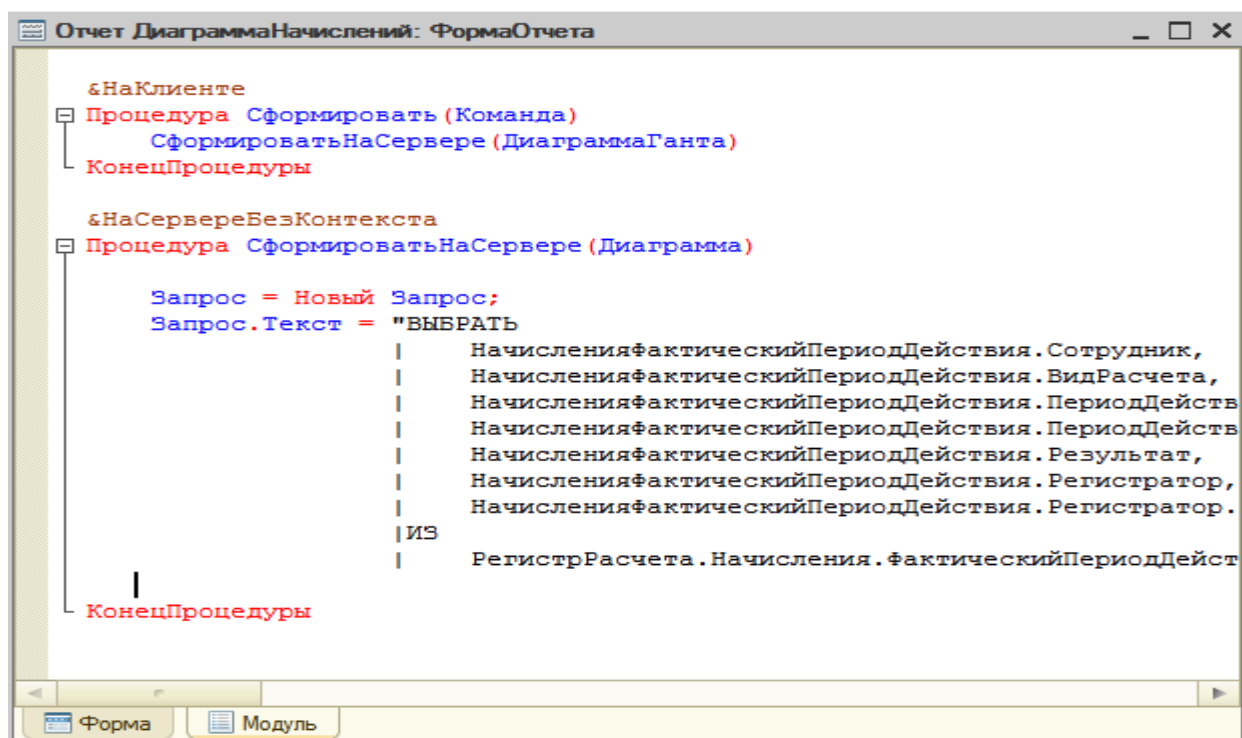 Отчет ДиаграммаНачислений: ФормаОтчета
&НаКлиенте
Процедура Сформировать(Команда)
СформироватьНаСервере(ДиаграммаГанта)
КонецПроцедуры
&НаСервереБезКонтекста
Процедура СформироватьНаСервере(Диаграмма)
Запрос = Новый Запрос;
Запрос.Текст = "ВЫБРАТЬ
| НачисленияФактическийПериодДействия.Сотрудник,
| НачисленияФактическийПериодДействия.ВидРасчета,
| НачисленияФактическийПериодДействия.ПериодДейств
| НачисленияФактическийПериодДействия.ПериодДейств
| НачисленияФактическийПериодДействия.Результат,
| НачисленияФактическийПериодДействия.Регистратор,
| НачисленияФактическийПериодДействия.Регистратор.
|ИЗ
| РегистрРасчета.Начисления.ФактическийПериодДейст
КонецПроцедуры
Форма Модуль